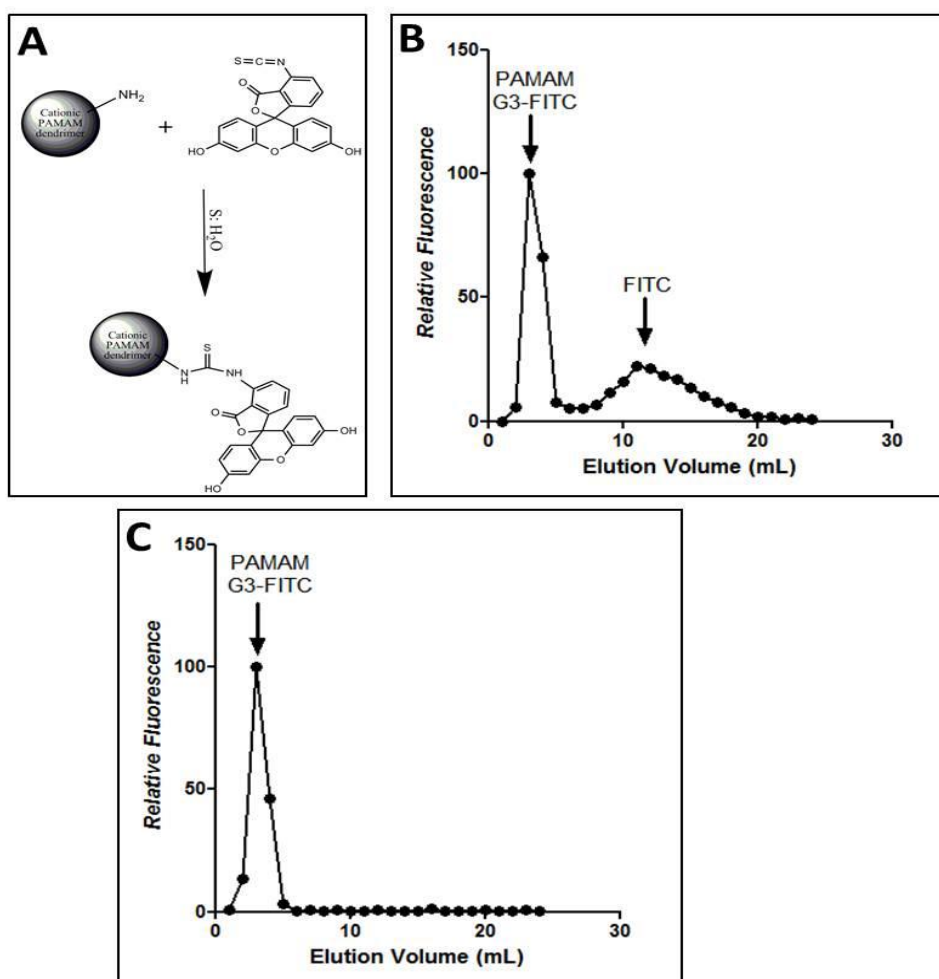 A
NH₂
S=C=N
O
O
HO
O
OH
Cationic
PAMAM
dendrimer
+
S: H₂O
Cationic
PAMAM
dendrimer
N
H
S
NH
O
O
OH
O
HO
B
150
100
50
0
PAMAM
G3-FITC
FITC
Relative Fluorescence
0
10
20
30
Elution Volume (mL)
C
150
100
50
0
PAMAM
G3-FITC
Relative Fluorescence
0
10
20
30
Elution Volume (mL)